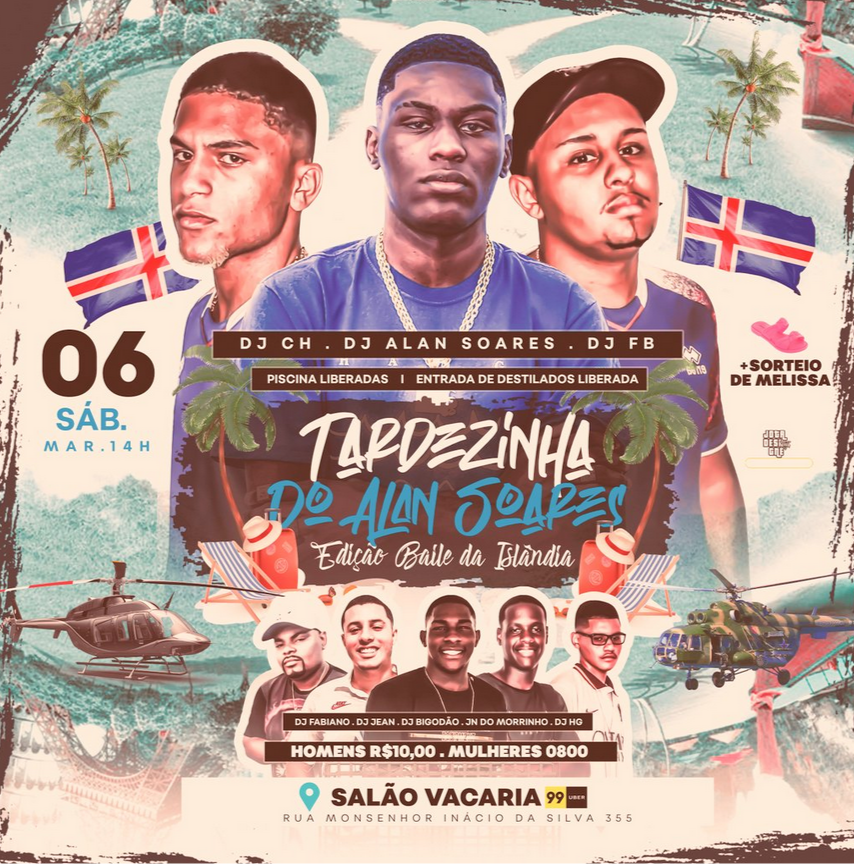 DJ CH . DJ ALAN SOARES . DJ FB
PISCINA LIBERADAS I ENTRADA DE DESTILADOS LIBERADA
06
SÁB.
MAR.14H
+SORTEIO
DE MELISSA
TARDEZINHA
DO ALAN SOARES
Edição Baile da Islândia
DJ FABIANO . DJ JEAN . DJ BIGODÃO . JN DO MORRINHO . DJ HG
HOMENS R$10,00 . MULHERES 0800
SALÃO VACARIA 99 UBER
RUA MONSENHOR INÁCIO DA SILVA 355